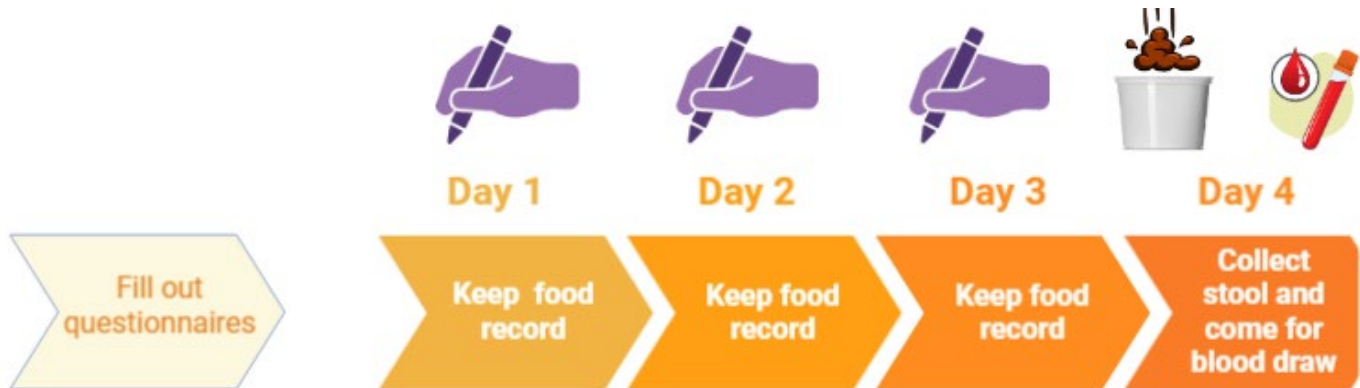 Day 1
Day 2
Day 3
Day 4
Fill out
questionnaires
Keep food
record
Keep food
record
Keep food
record
Collect
stool and
come for
blood draw